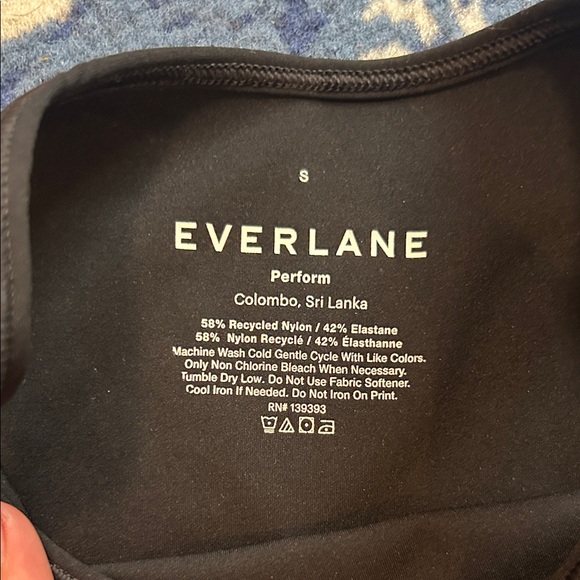 S
EVERLANE
Perform
Colombo, Sri Lanka
58% Recycled Nylon / 42% Elastane
58% Nylon Recyclé / 42% Élasthanne
Machine Wash Cold Gentle Cycle With Like Colors.
Only Non Chlorine Bleach When Necessary.
Tumble Dry Low. Do Not Use Fabric Softener.
Cool Iron If Needed. Do Not Iron On Print.
RN# 139393